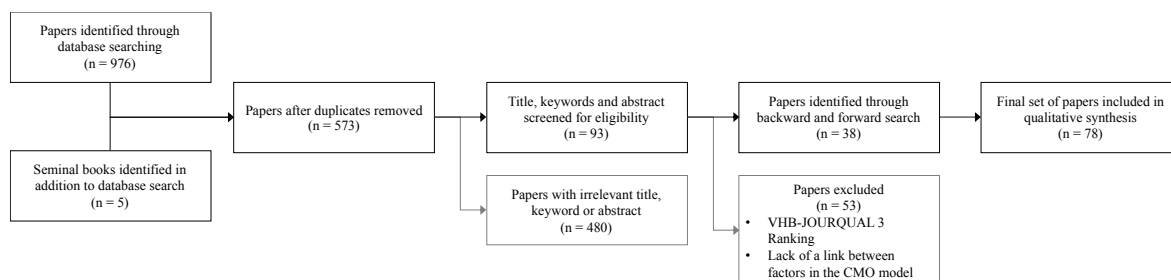 Papers identified through
database searching
(n = 976)
Seminal books identified in
addition to database search
(n = 5)
Papers after duplicates removed
(n = 573)
Title, keywords and abstract
screened for eligibility
(n = 93)
Papers with irrelevant title,
keyword or abstract
(n = 480)
Papers identified through
backward and forward search
(n = 38)
Papers excluded
(n = 53)
• VHB-JOURQUAL 3
Ranking
• Lack of a link between
factors in the CMO model
Final set of papers included in
qualitative synthesis
(n = 78)